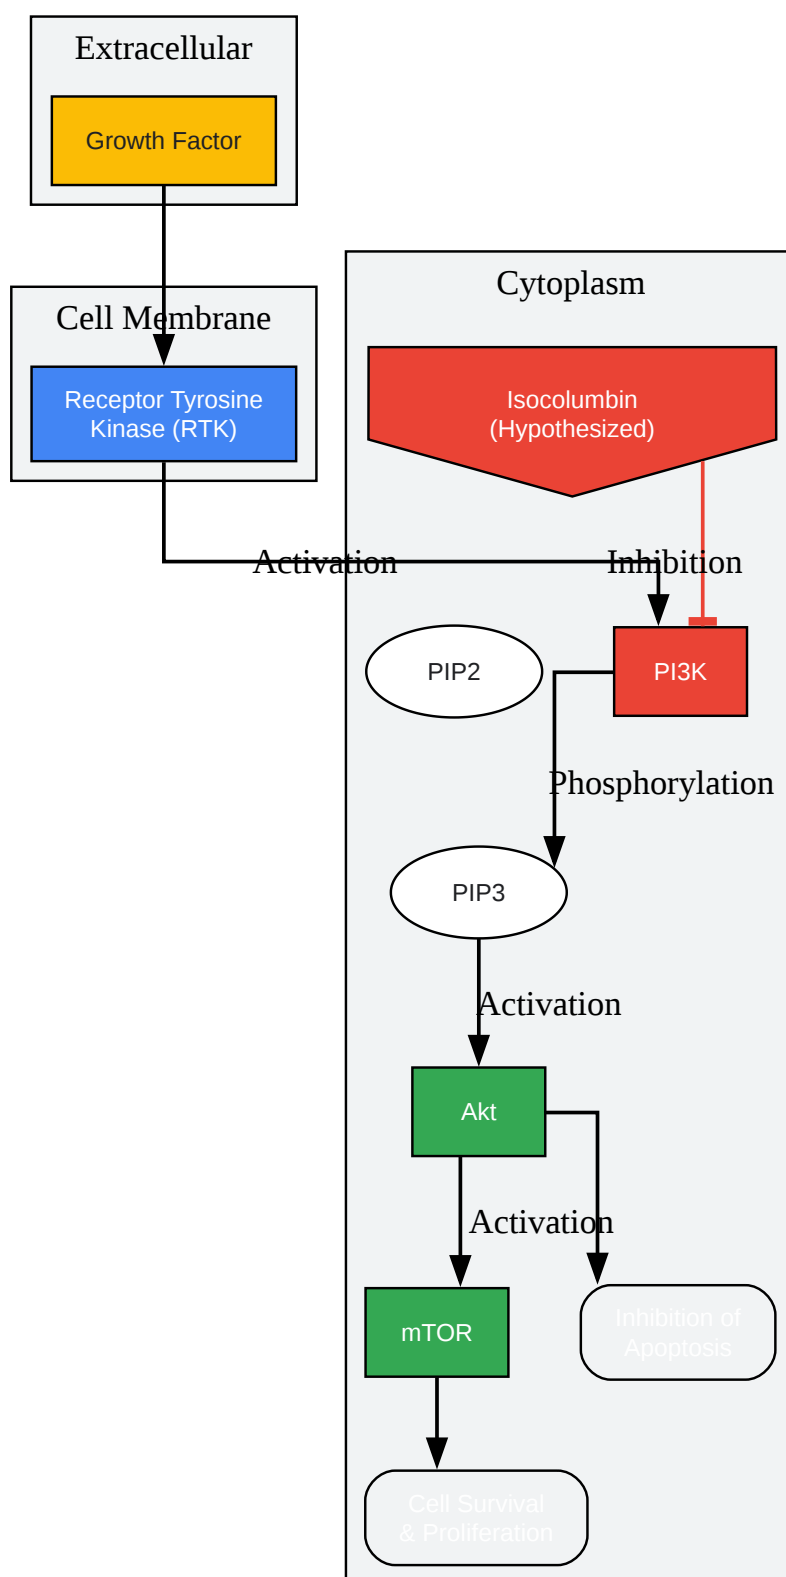 Extracellular
Growth Factor
Cell Membrane
Receptor Tyrosine
Kinase (RTK)
Cytoplasm
Isocolumbin
(Hypothesized)
Activation
Inhibition
PIP2
PI3K
Phosphorylation
PIP3
Activation
Akt
Activation
mTOR
Inhibition of
Apoptosis
Cell Survival
& Proliferation